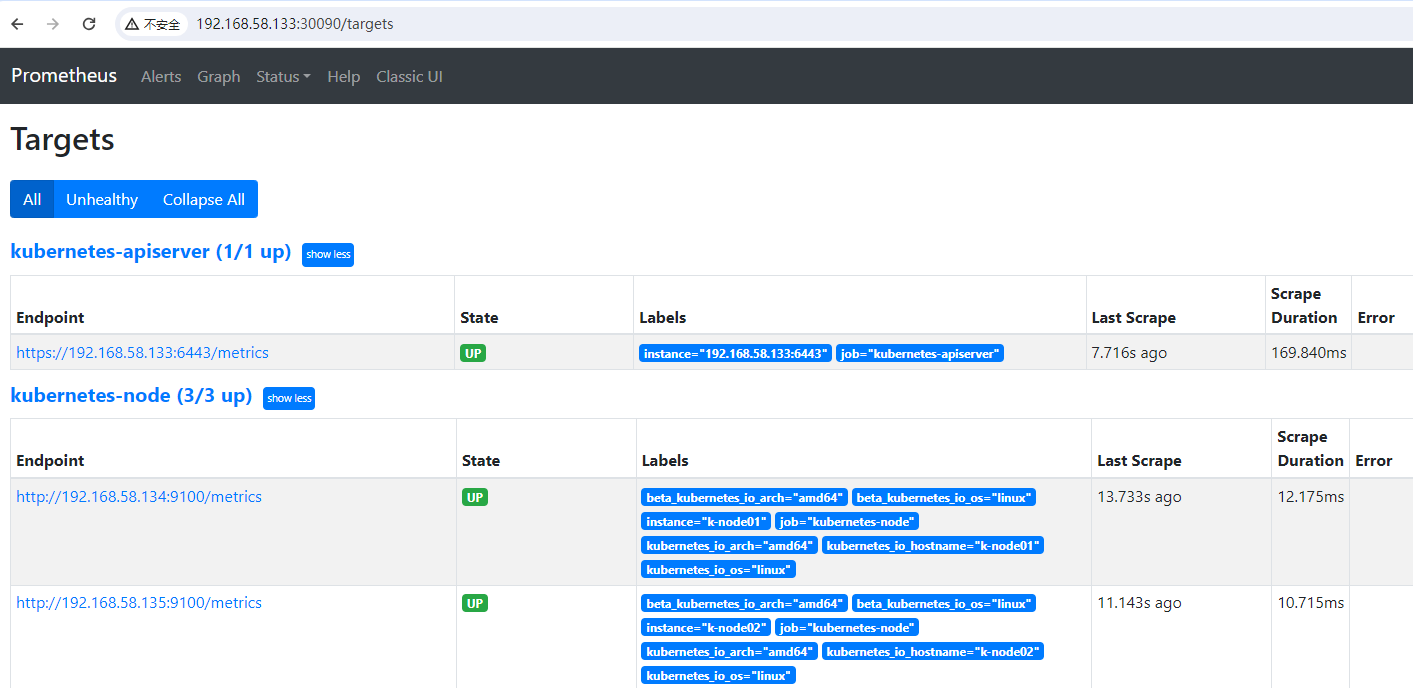 不安全 192.168.58.133:30090/targets
Prometheus Alerts Graph Status Help Classic UI
Targets
All Unhealthy Collapse All
kubernetes-apiserver (1/1 up) show less
Endpoint State Labels Last Scrape Scrape Duration Error
https://192.168.58.133:6443/metrics UP instance="192.168.58.133:6443" job="kubernetes-apiserver" 7.716s ago 169.840ms
kubernetes-node (3/3 up) show less
Endpoint State Labels Last Scrape Scrape Duration Error
http://192.168.58.134:9100/metrics UP beta_kubernetes_io_arch="amd64" beta_kubernetes_io_os="linux" 13.733s ago 12.175ms
instance="k-node01" job="kubernetes-node"
kubernetes_io_arch="amd64" kubernetes_io_hostname="k-node01"
kubernetes_io_os="linux"
http://192.168.58.135:9100/metrics UP beta_kubernetes_io_arch="amd64" beta_kubernetes_io_os="linux" 11.143s ago 10.715ms
instance="k-node02" job="kubernetes-node"
kubernetes_io_arch="amd64" kubernetes_io_hostname="k-node02"
kubernetes_io_os="linux"